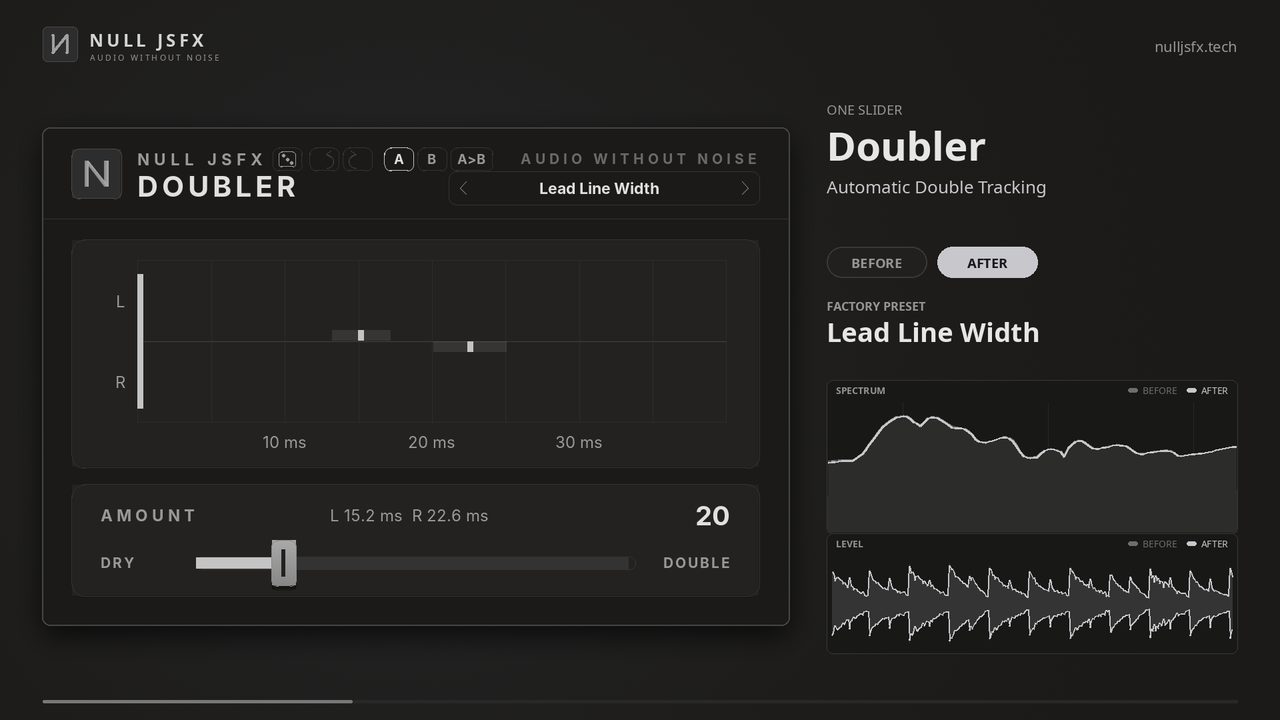 NULL JSFX
AUDIO WITHOUT NOISE
nulljsfx.tech
N
NULL JSFX
A
B
A>B
AUDIO WITHOUT NOISE
DOUBLER
Lead Line Width
L
R
10 ms
20 ms
30 ms
AMOUNT
L 15.2 ms R 22.6 ms
20
DRY
DOUBLE
ONE SLIDER
Doubler
Automatic Double Tracking
BEFORE
AFTER
FACTORY PRESET
Lead Line Width
SPECTRUM
BEFORE
AFTER
LEVEL
BEFORE
AFTER